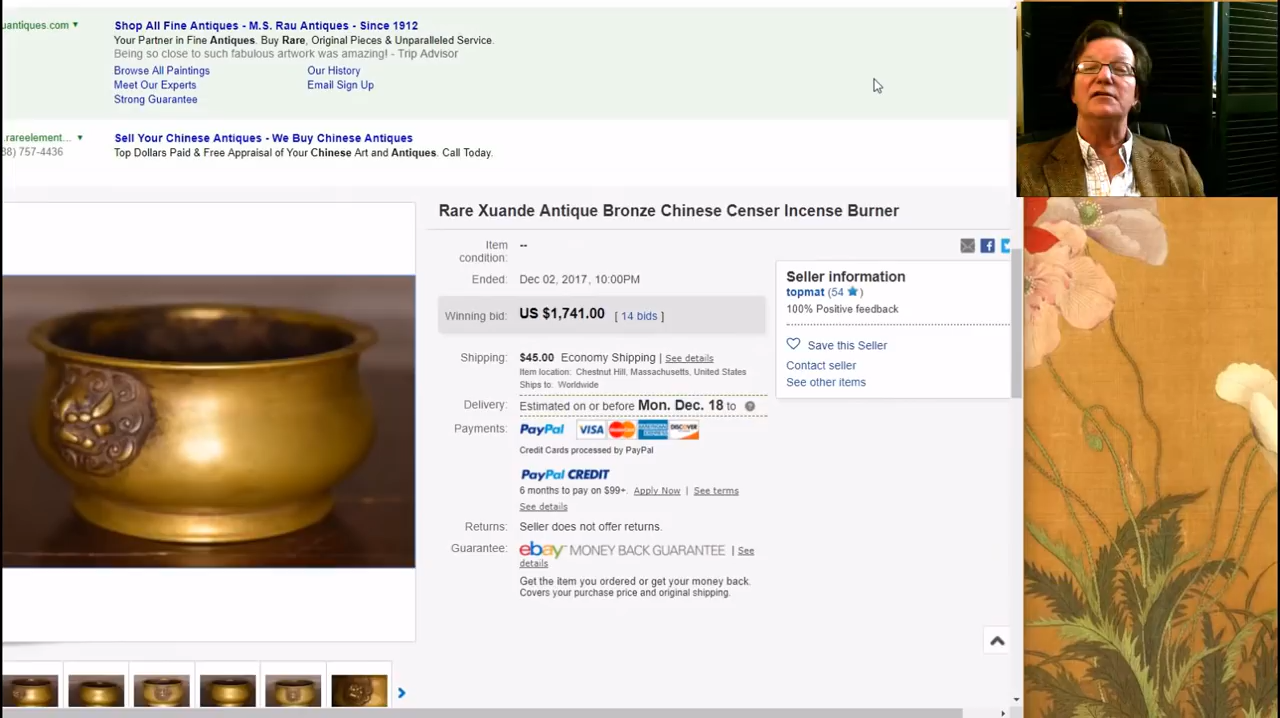 uantiques.com
Shop All Fine Antiques - M.S. Rau Antiques - Since 1912
Your Partner in Fine Antiques. Buy Rare, Original Pieces & Unparalleled Service.
Being so close to such fabulous artwork was amazing! - Trip Advisor
Browse All Paintings
Our History
Meet Our Experts
Email Sign Up
Strong Guarantee
.rareelement...
88) 757-4436
Sell Your Chinese Antiques - We Buy Chinese Antiques
Top Dollars Paid & Free Appraisal of Your Chinese Art and Antiques. Call Today.
Rare Xuande Antique Bronze Chinese Censer Incense Burner
Item condition: --
Ended: Dec 02, 2017, 10:00PM
Winning bid: US $1,741.00 [ 14 bids ]
Shipping: $45.00 Economy Shipping | See details
Item location: Chestnut Hill, Massachusetts, United States
Ships to: Worldwide
Delivery: Estimated on or before Mon. Dec. 18 to
Payments: PayPal VISA MasterCard AMERICAN EXPRESS DISCOVER
Credit Cards processed by PayPal
PayPal CREDIT
6 months to pay on $99+. Apply Now | See terms
See details
Returns: Seller does not offer returns.
Guarantee: ebay MONEY BACK GUARANTEE | See
details
Get the item you ordered or get your money back.
Covers your purchase price and original shipping.
Seller information
topmat (54 )
100% Positive feedback
Save this Seller
Contact seller
See other items